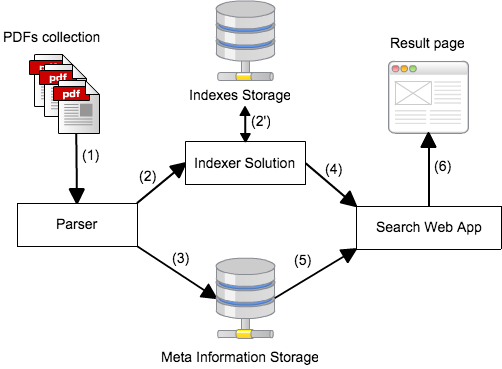 PDFs collection
pdf
pdf
pdf
Indexes Storage
Result page
(1)
(2')
(2)
Indexer Solution
(4)
(6)
Parser
Search Web App
(3)
(5)
Meta Information Storage